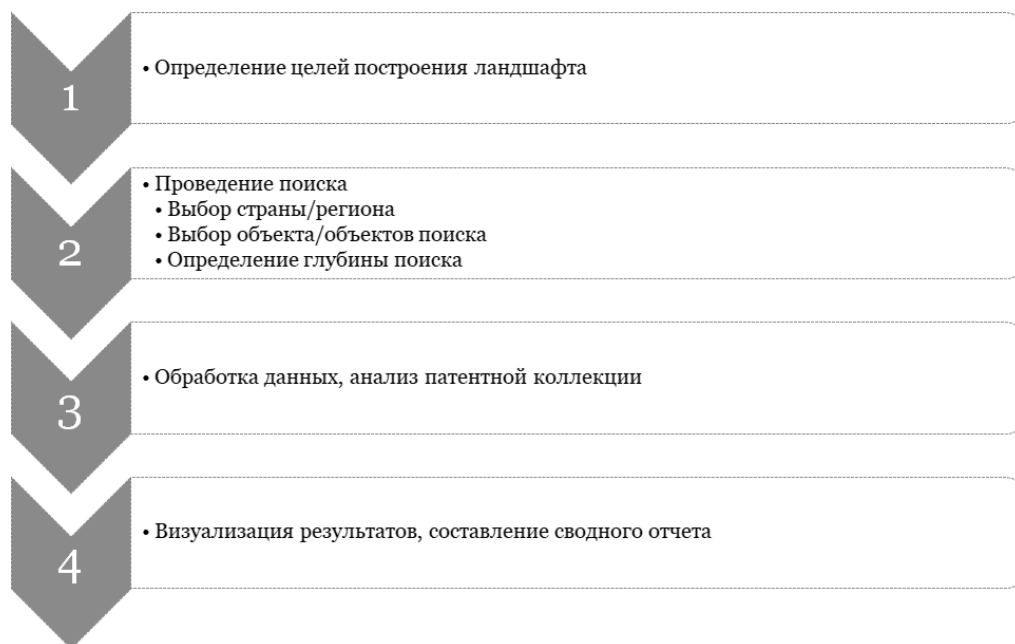 1
• Определение целей построения ландшафта
2
• Проведение поиска
• Выбор страны/региона
• Выбор объекта/объектов поиска
• Определение глубины поиска
3
• Обработка данных, анализ патентной коллекции
4
• Визуализация результатов, составление сводного отчета